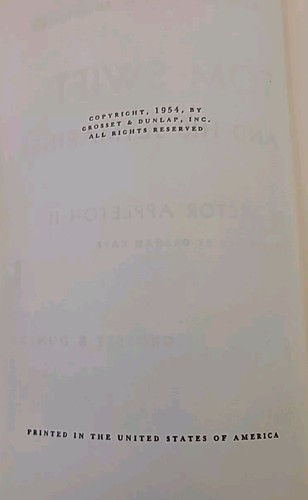 COPYRIGHT, 1954, BY
GROSSET & DUNLAP, INC.
ALL RIGHTS RESERVED
PRINTED IN THE UNITED STATES OF AMERICA